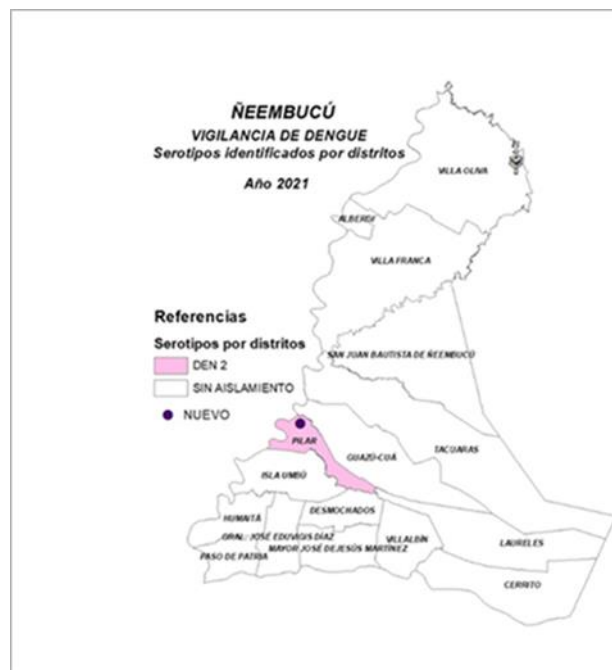 ÑEEMBUCÚ
VIGILANCIA DE DENGUE
Serotipos identificados por distritos
Año 2021
VILLA OLIVA
ALBERDI
VILLA FRANCA
Referencias
Serotipos por distritos
DEN 2
SIN AISLAMIENTO
NUEVO
SAN JUAN BAUTISTA DE ÑEEMBUCÚ
PILAR
GUAZÚ-CUÁ
TACUARAS
ISLA UMBÚ
DESMOCHADOS
HUMAITÁ
GRAL. JOSÉ EDUVIGIS DÍAZ
VILLALBÍN
LAURELES
PASO DE PATRIA
MAYOR JOSÉ DEJESÚS MARTÍNEZ
CERRITO